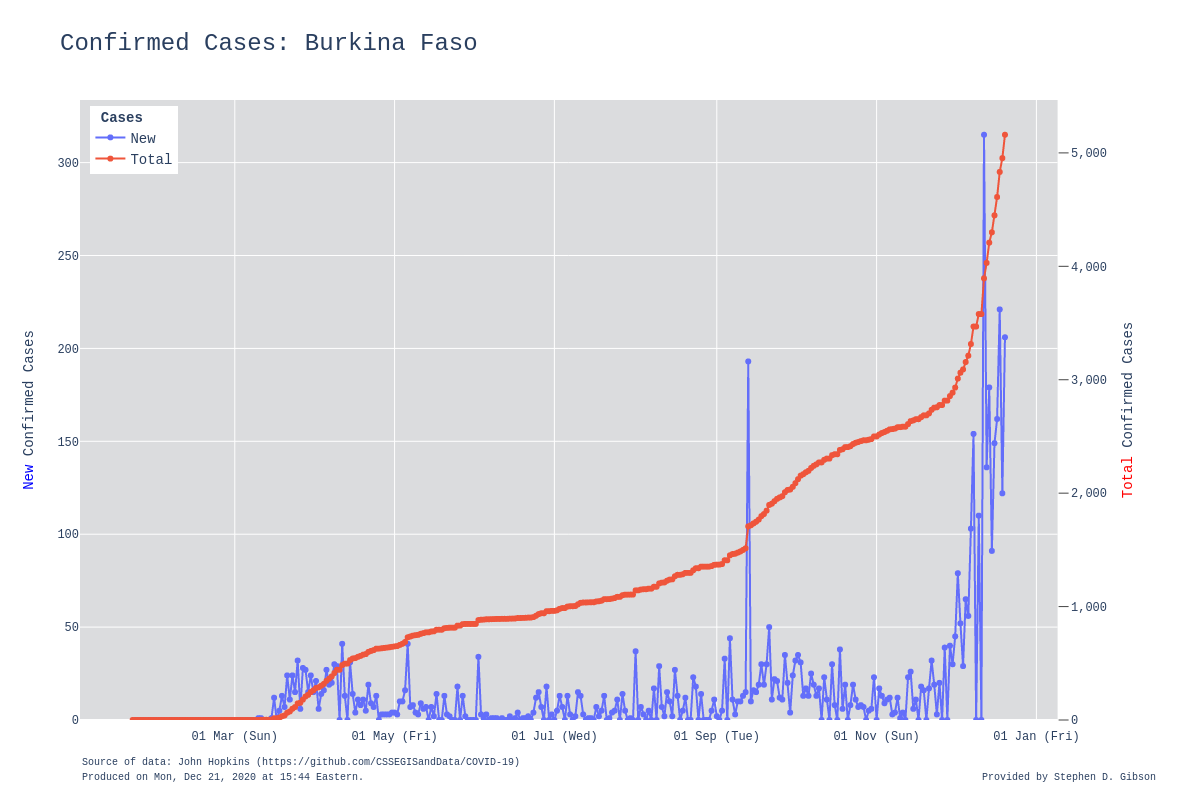 Confirmed Cases: Burkina Faso
Cases
New
Total
300
250
200
150
100
50
0
5,000
4,000
3,000
2,000
1,000
0
New Confirmed Cases
Total Confirmed Cases
01 Mar (Sun) 01 May (Fri) 01 Jul (Wed) 01 Sep (Tue) 01 Nov (Sun) 01 Jan (Fri)
Source of data: John Hopkins (https://github.com/CSSEGISandData/COVID-19)
Produced on Mon, Dec 21, 2020 at 15:44 Eastern.
Provided by Stephen D. Gibson